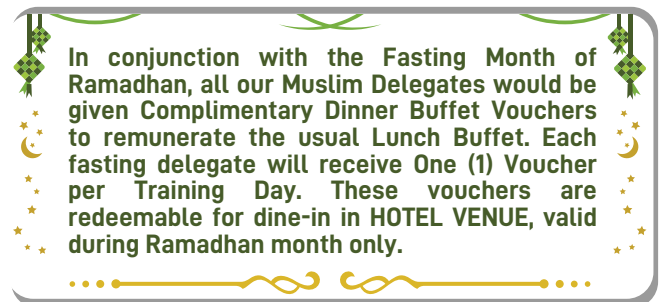 In conjunction with the Fasting Month of
Ramadhan, all our Muslim Delegates would be
given Complimentary Dinner Buffet Vouchers
to remunerate the usual Lunch Buffet. Each
fasting delegate will receive One (1) Voucher
per Training Day. These vouchers are
redeemable for dine-in in HOTEL VENUE, valid
during Ramadhan month only.